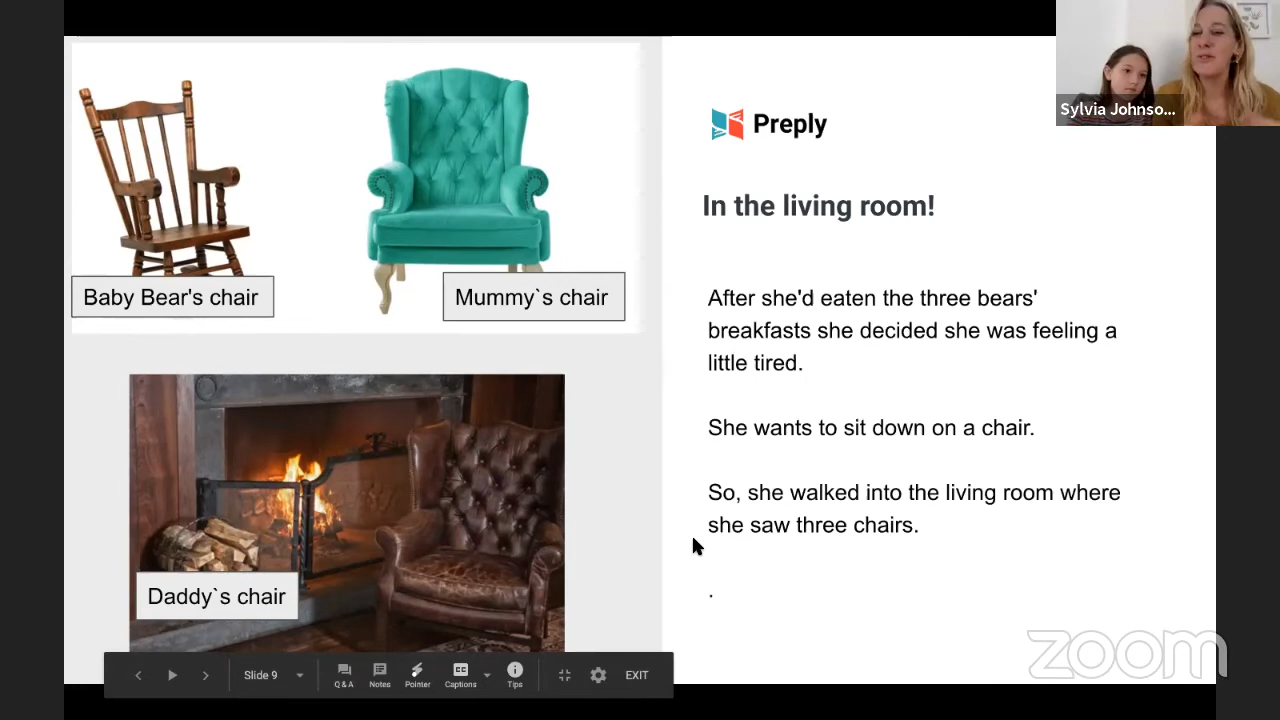 Sylvia Johnso...
Preply
In the living room!
Baby Bear's chair
Mummy`s chair
After she'd eaten the three bears'
breakfasts she decided she was feeling a
little tired.
She wants to sit down on a chair.
So, she walked into the living room where
she saw three chairs.
.
Daddy`s chair
Slide 9
Q & A
Notes
Pointer
CC
Captions
Tips
EXIT
zoom